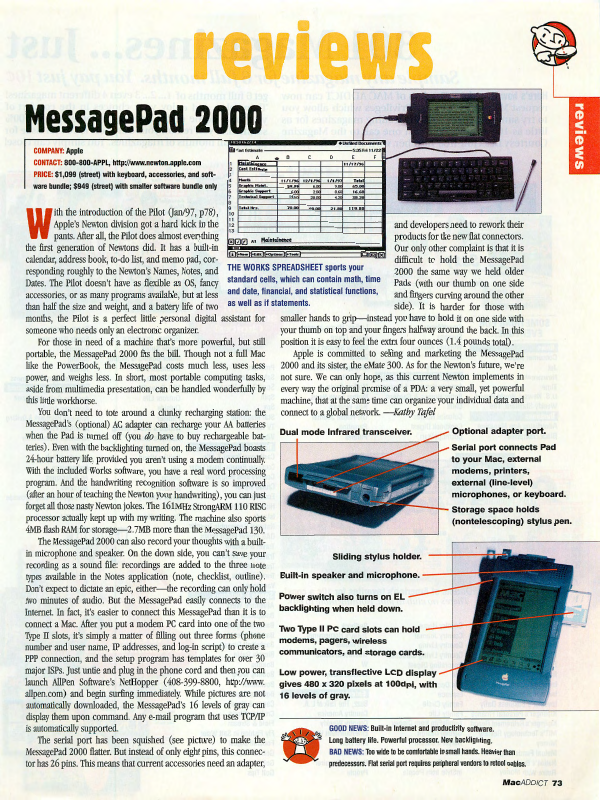 reviews
reviews
MessagePad 2000
COMPANY: Apple
CONTACT: 800-800-APPL, http://www.newton.apple.com
PRICE: $1,099 (street) with keyboard, accessories, and soft-
ware bundle; $949 (street) with smaller software bundle only
With the introduction of the Pilot (Jan/97, p78),
Apple's Newton division got a hard kick in the
pants. After all, the Pilot does almost everything
the first generation of Newtons did. It has a built-in
calendar, address book, to-do list, and memo pad, cor-
responding roughly to the Newton's Names, Notes, and
Dates. The Pilot doesn't have as flexible an OS, fancy
accessories, or as many programs available, but at less
than half the size and weight, and a battery life of two
months, the Pilot is a perfect little personal digital assistant for
someone who needs only an electronic organizer.
For those in need of a machine that's more powerful, but still
portable, the MessagePad 2000 fits the bill. Though not a full Mac
like the PowerBook, the MessagePad costs much less, uses less
power, and weighs less. In short, most portable computing tasks,
aside from multimedia presentation, can be handled wonderfully by
this little workhorse.
You don't need to tote around a clunky recharging station: the
MessagePad's (optional) AC adapter can recharge your AA batteries
when the Pad is turned off (you do have to buy rechargeable bat-
teries). Even with the backlighting turned on, the MessagePad boasts
24-hour battery life provided you aren't using a modem continually.
With the included Works software, you have a real word processing
program. And the handwriting recognition software is so improved
(after an hour of teaching the Newton your handwriting), you can just
forget all those nasty Newton jokes. The 161MHz StrongARM 110 RISC
processor actually kept up with my writing. The machine also sports
4MB flash RAM for storage—2.7MB more than the MessagePad 130.
The MessagePad 2000 can also record your thoughts with a built-
in microphone and speaker. On the down side, you can't save your
recording as a sound file: recordings are added to the three note
types available in the Notes application (note, checklist, outline).
Don't expect to dictate an epic, either—the recording can only hold
two minutes of audio. But the MessagePad easily connects to the
Internet. In fact, it's easier to connect this MessagePad than it is to
connect a Mac. After you put a modem PC card into one of the two
Type II slots, it's simply a matter of filling out three forms (phone
number and user name, IP addresses, and log-in script) to create a
PPP connection, and the setup program has templates for over 30
major ISPs. Just untie and plug in the phone cord and then you can
launch AllPen Software's NetHopper (408-399-8800, http://www.
allpen.com) and begin surfing immediately. While pictures are not
automatically downloaded, the MessagePad's 16 levels of gray can
display them upon command. Any e-mail program that uses TCP/IP
is automatically supported.
The serial port has been squished (see picture) to make the
MessagePad 2000 flatter. But instead of only eight pins, this connec-
tor has 26 pins. This means that current accessories need an adapter,
Untitled Documents
Maintenance
Total
THE WORKS SPREADSHEET sports your
standard cells, which can contain math, time
and date, financial, and statistical functions,
as well as if statements.
and developers need to rework their
products for the new flat connectors.
Our only other complaint is that it is
difficult to hold the MessagePad
2000 the same way we held older
Pads (with our thumb on one side
and fingers curving around the other
side). It is harder for those with
smaller hands to grip—instead you have to hold it on one side with
your thumb on top and your fingers halfway around the back. In this
position it is easy to feel the extra four ounces (1.4 pounds total).
Apple is committed to selling and marketing the MessagePad
2000 and its sister, the eMate 300. As for the Newton's future, we're
not sure. We can only hope, as this current Newton implements in
every way the original promise of a PDA: a very small, yet powerful
machine, that at the same time can organize your individual data and
connect to a global network. —Kathy Tafel
Dual mode Infrared transceiver.
Optional adapter port.
Serial port connects Pad
to your Mac, external
modems, printers,
external (line-level)
microphones, or keyboard.
Storage space holds
(nontelescoping) stylus pen.
Sliding stylus holder.
Built-in speaker and microphone.
Power switch also turns on EL
backlighting when held down.
Two Type II PC card slots can hold
modems, pagers, wireless
communicators, and storage cards.
Low power, transflective LCD display
gives 480 x 320 pixels at 100dpi, with
16 levels of gray.
GOOD NEWS: Built-in Internet and productivity software.
Long battery life. Powerful processor. New backlighting.
BAD NEWS: Too wide to be comfortable in small hands. Heavier than
predecessors. Flat serial port requires peripheral vendors to retool cables.
MacADDICT 73